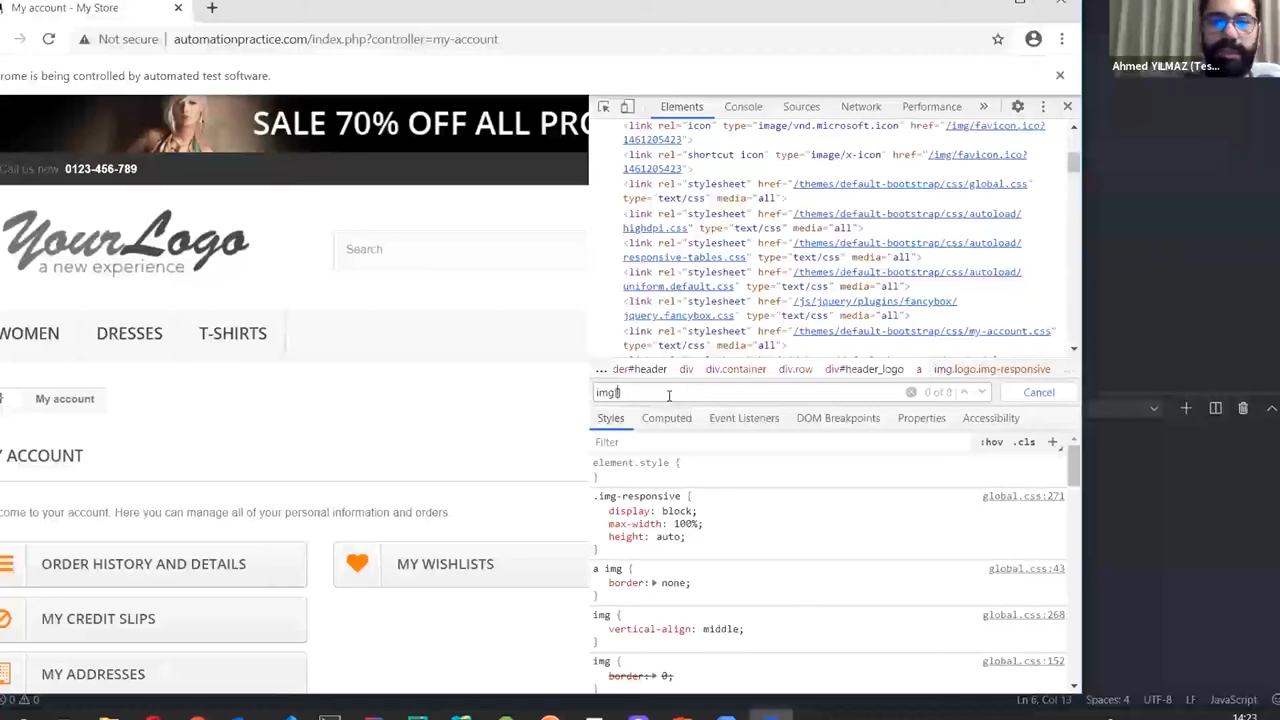 My account - My Store
Not secure | automationpractice.com/index.php?controller=my-account
rome is being controlled by automated test software.
Ahmed YILMAZ (Tes...
SALE 70% OFF ALL PRO
Call us now 0123-456-789
YourLogo
a new experience
Search
WOMEN DRESSES T-SHIRTS
My account
Y ACCOUNT
come to your account. Here you can manage all of your personal information and orders.
ORDER HISTORY AND DETAILS
MY WISHLISTS
MY CREDIT SLIPS
MY ADDRESSES
Elements Console Sources Network Performance »
<link rel="icon" type="image/vnd.microsoft.icon" href="/img/favicon.ico?
1461205423">
<link rel="shortcut icon" type="image/x-icon" href="/img/favicon.ico?
1461205423">
<link rel="stylesheet" href="/themes/default-bootstrap/css/global.css"
type="text/css" media="all">
<link rel="stylesheet" href="/themes/default-bootstrap/css/autoload/
highdpi.css" type="text/css" media="all">
<link rel="stylesheet" href="/themes/default-bootstrap/css/autoload/
responsive-tables.css" type="text/css" media="all">
<link rel="stylesheet" href="/themes/default-bootstrap/css/autoload/
uniform.default.css" type="text/css" media="all">
<link rel="stylesheet" href="/js/jquery/plugins/fancybox/
jquery.fancybox.css" type="text/css" media="all">
<link rel="stylesheet" href="/themes/default-bootstrap/css/my-account.css"
type="text/css" media="all">
... der#header div div.container div.row div#header_logo a img.logo.img-responsive
img[] 0 of 0 Cancel
Styles Computed Event Listeners DOM Breakpoints Properties Accessibility
Filter :hov .cls +
element.style {
}
.img-responsive { global.css:271
display: block;
max-width: 100%;
height: auto;
}
a img { global.css:43
border: none;
}
img { global.css:268
vertical-align: middle;
}
img { global.css:152
border: 0;
0 0 Ln 6, Col 13 Spaces: 4 UTF-8 LF JavaScript
14:23